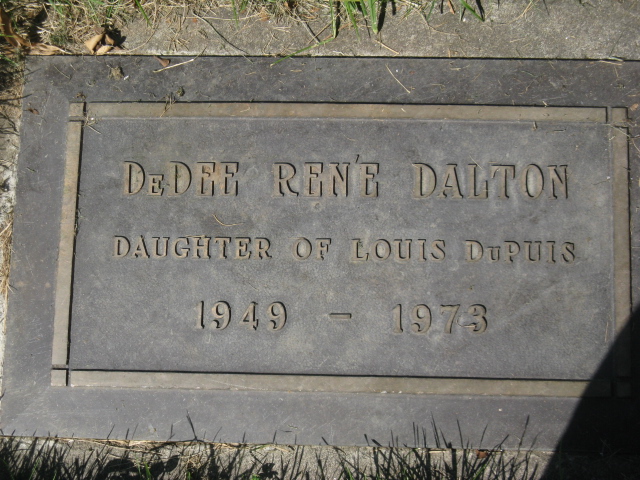 DeDEE RENÉ DALTON
DAUGHTER OF LOUIS DuPUIS
1949 - 1973